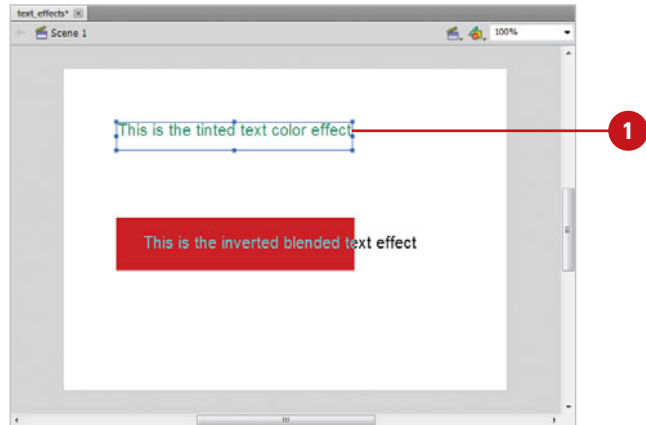 text_effects*
Scene 1
100%
This is the tinted text color effect
1
This is the inverted blended text effect